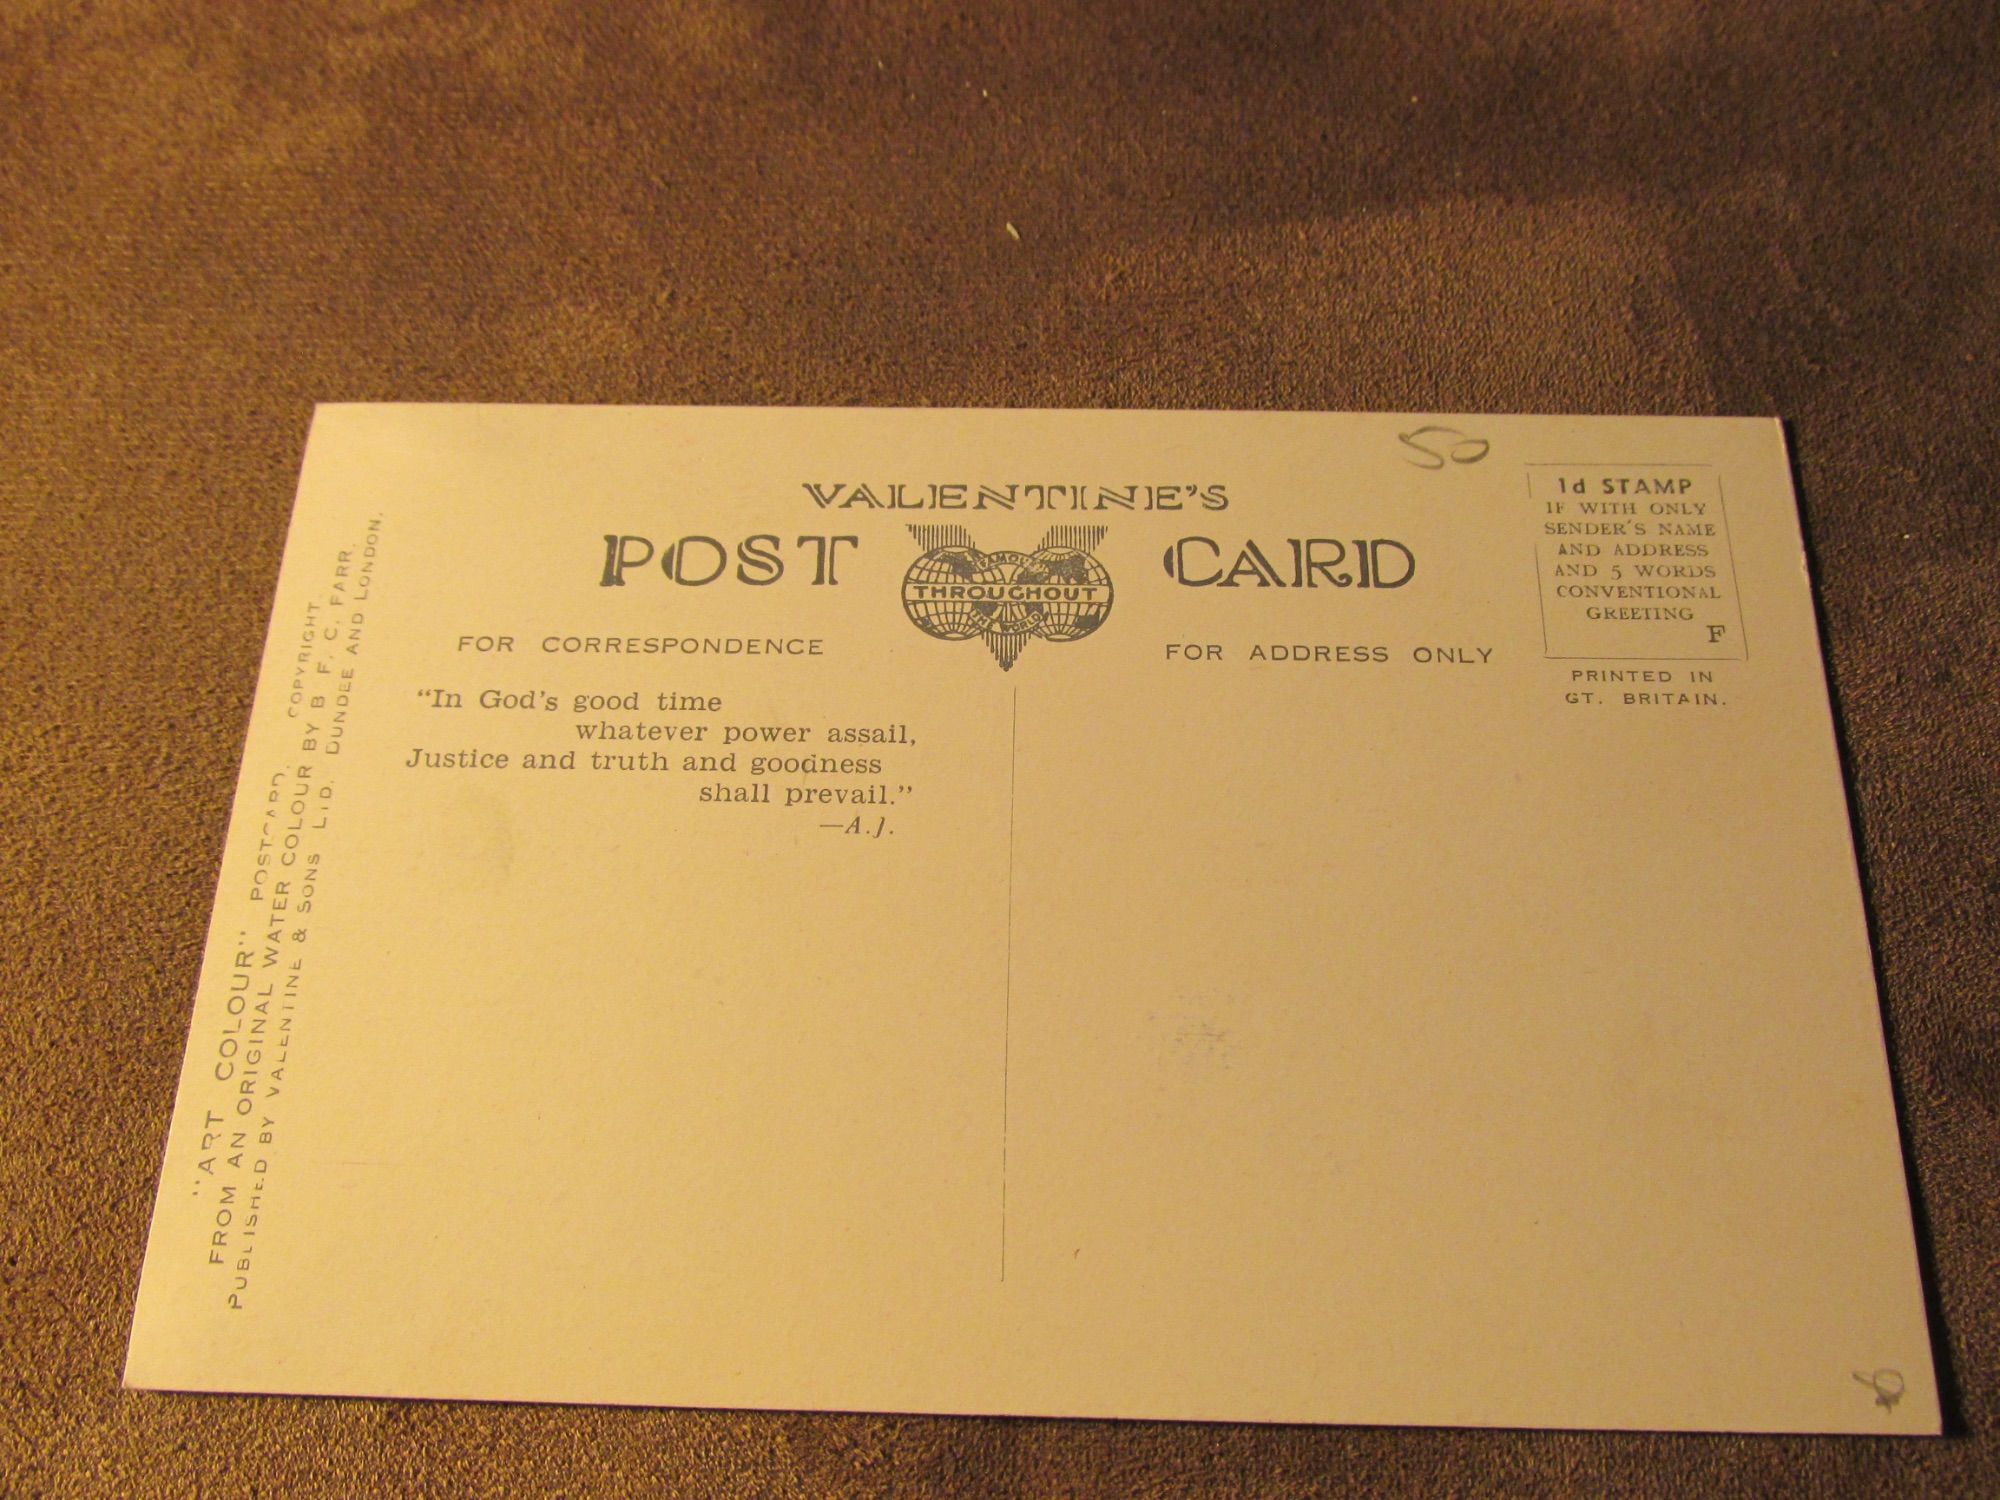 50
VALENTINE'S
POST CARD
FAMOUS
THROUGHOUT
THE WORLD
1d STAMP
IF WITH ONLY
SENDER'S NAME
AND ADDRESS
AND 5 WORDS
CONVENTIONAL
GREETING
F
PRINTED IN
GT. BRITAIN.
FOR CORRESPONDENCE
FOR ADDRESS ONLY
“In God's good time
whatever power assail,
Justice and truth and goodness
shall prevail.”
—A.J.
"ART COLOUR" POSTCARD. COPYRIGHT
FROM AN ORIGINAL WATER COLOUR BY B. F. C. FARR.
PUBLISHED BY VALENTINE & SONS LTD. DUNDEE AND LONDON.